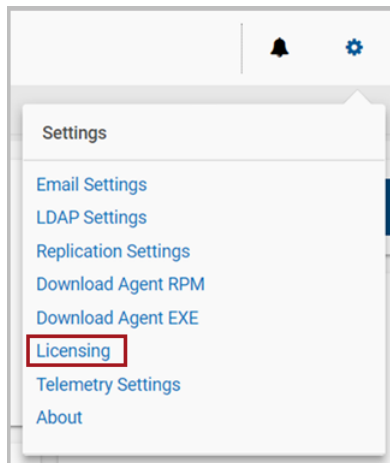 Settings
Email Settings
LDAP Settings
Replication Settings
Download Agent RPM
Download Agent EXE
Licensing
Telemetry Settings
About